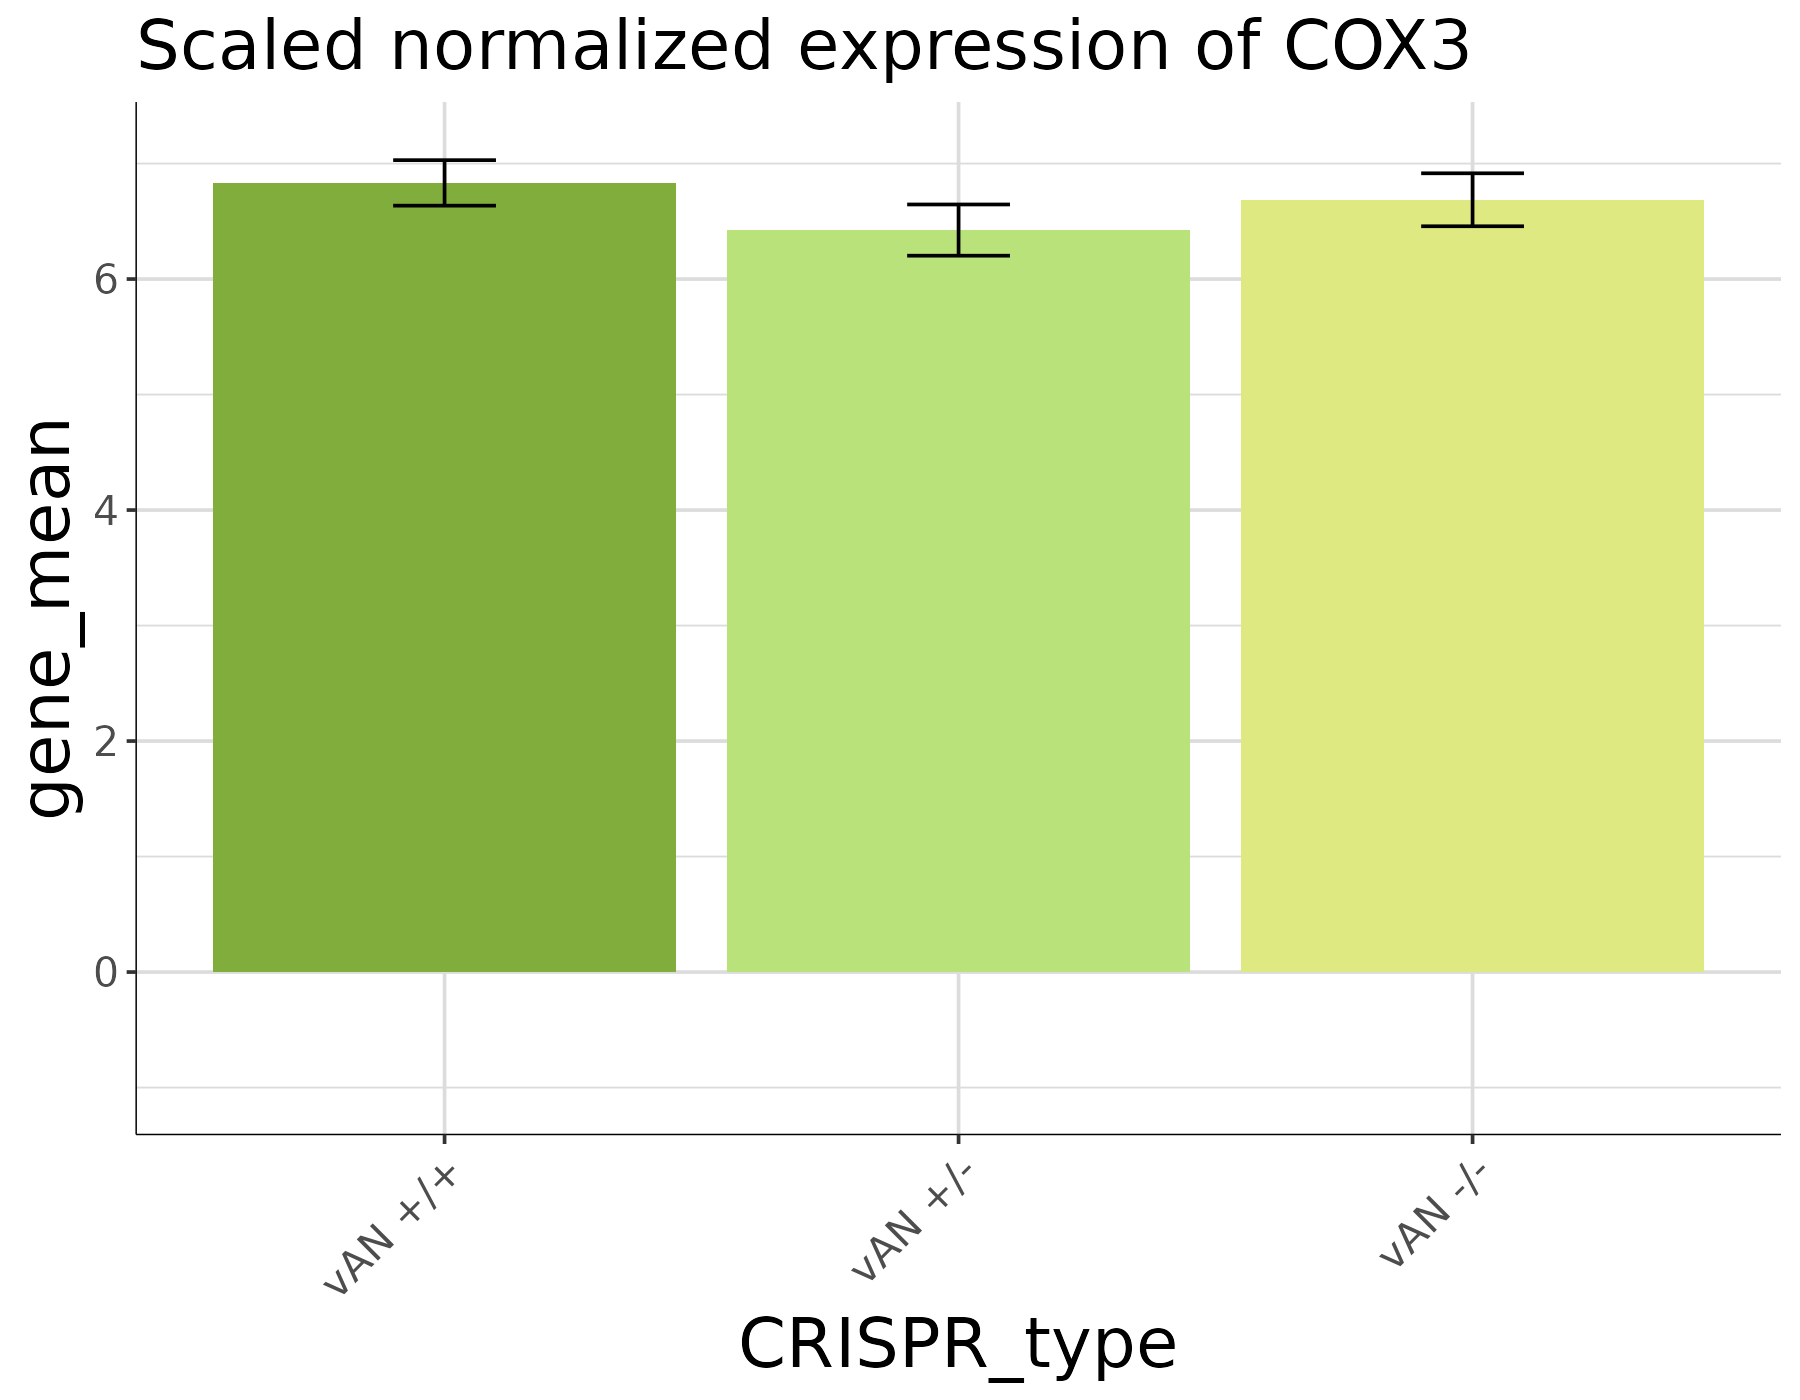 Scaled normalized expression of COX3
gene_mean
6
4
2
0
vAN +/+
vAN +/-
vAN -/-
CRISPR_type